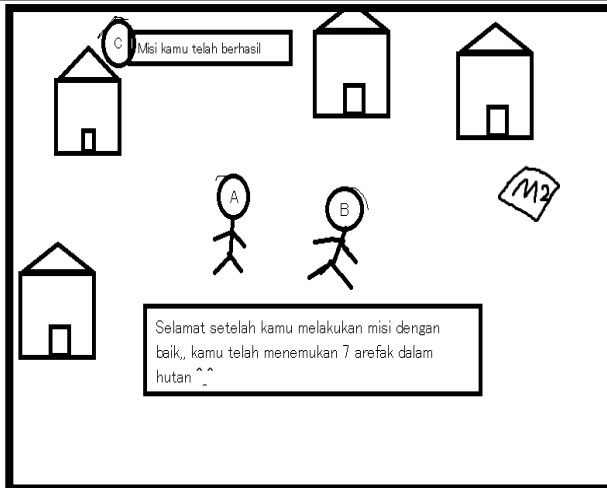 C
Misi kamu telah berhasil
M2
A
B
Selamat setelah kamu melakukan misi dengan
baik,, kamu telah menemukan 7 arefak dalam
hutan ^_^